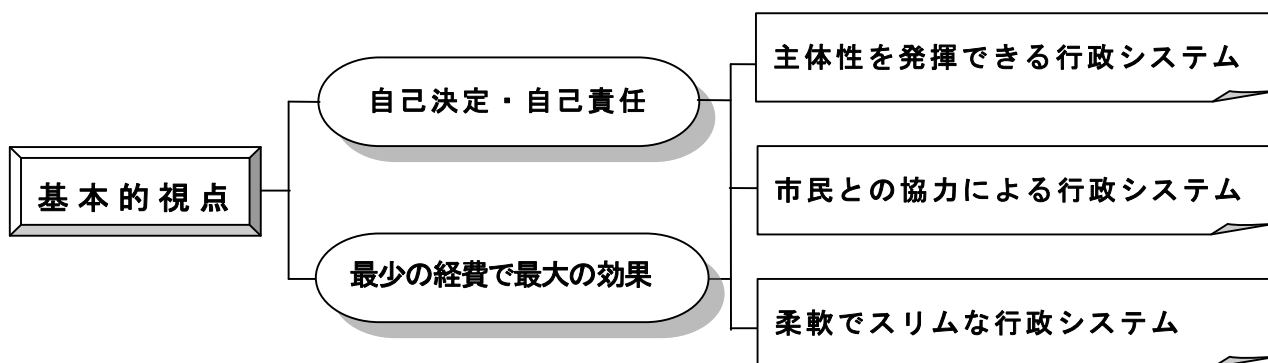 基本的視点
自己決定・自己責任
最少の経費で最大の効果
主体性を発揮できる行政システム
市民との協力による行政システム
柔軟でスリムな行政システム